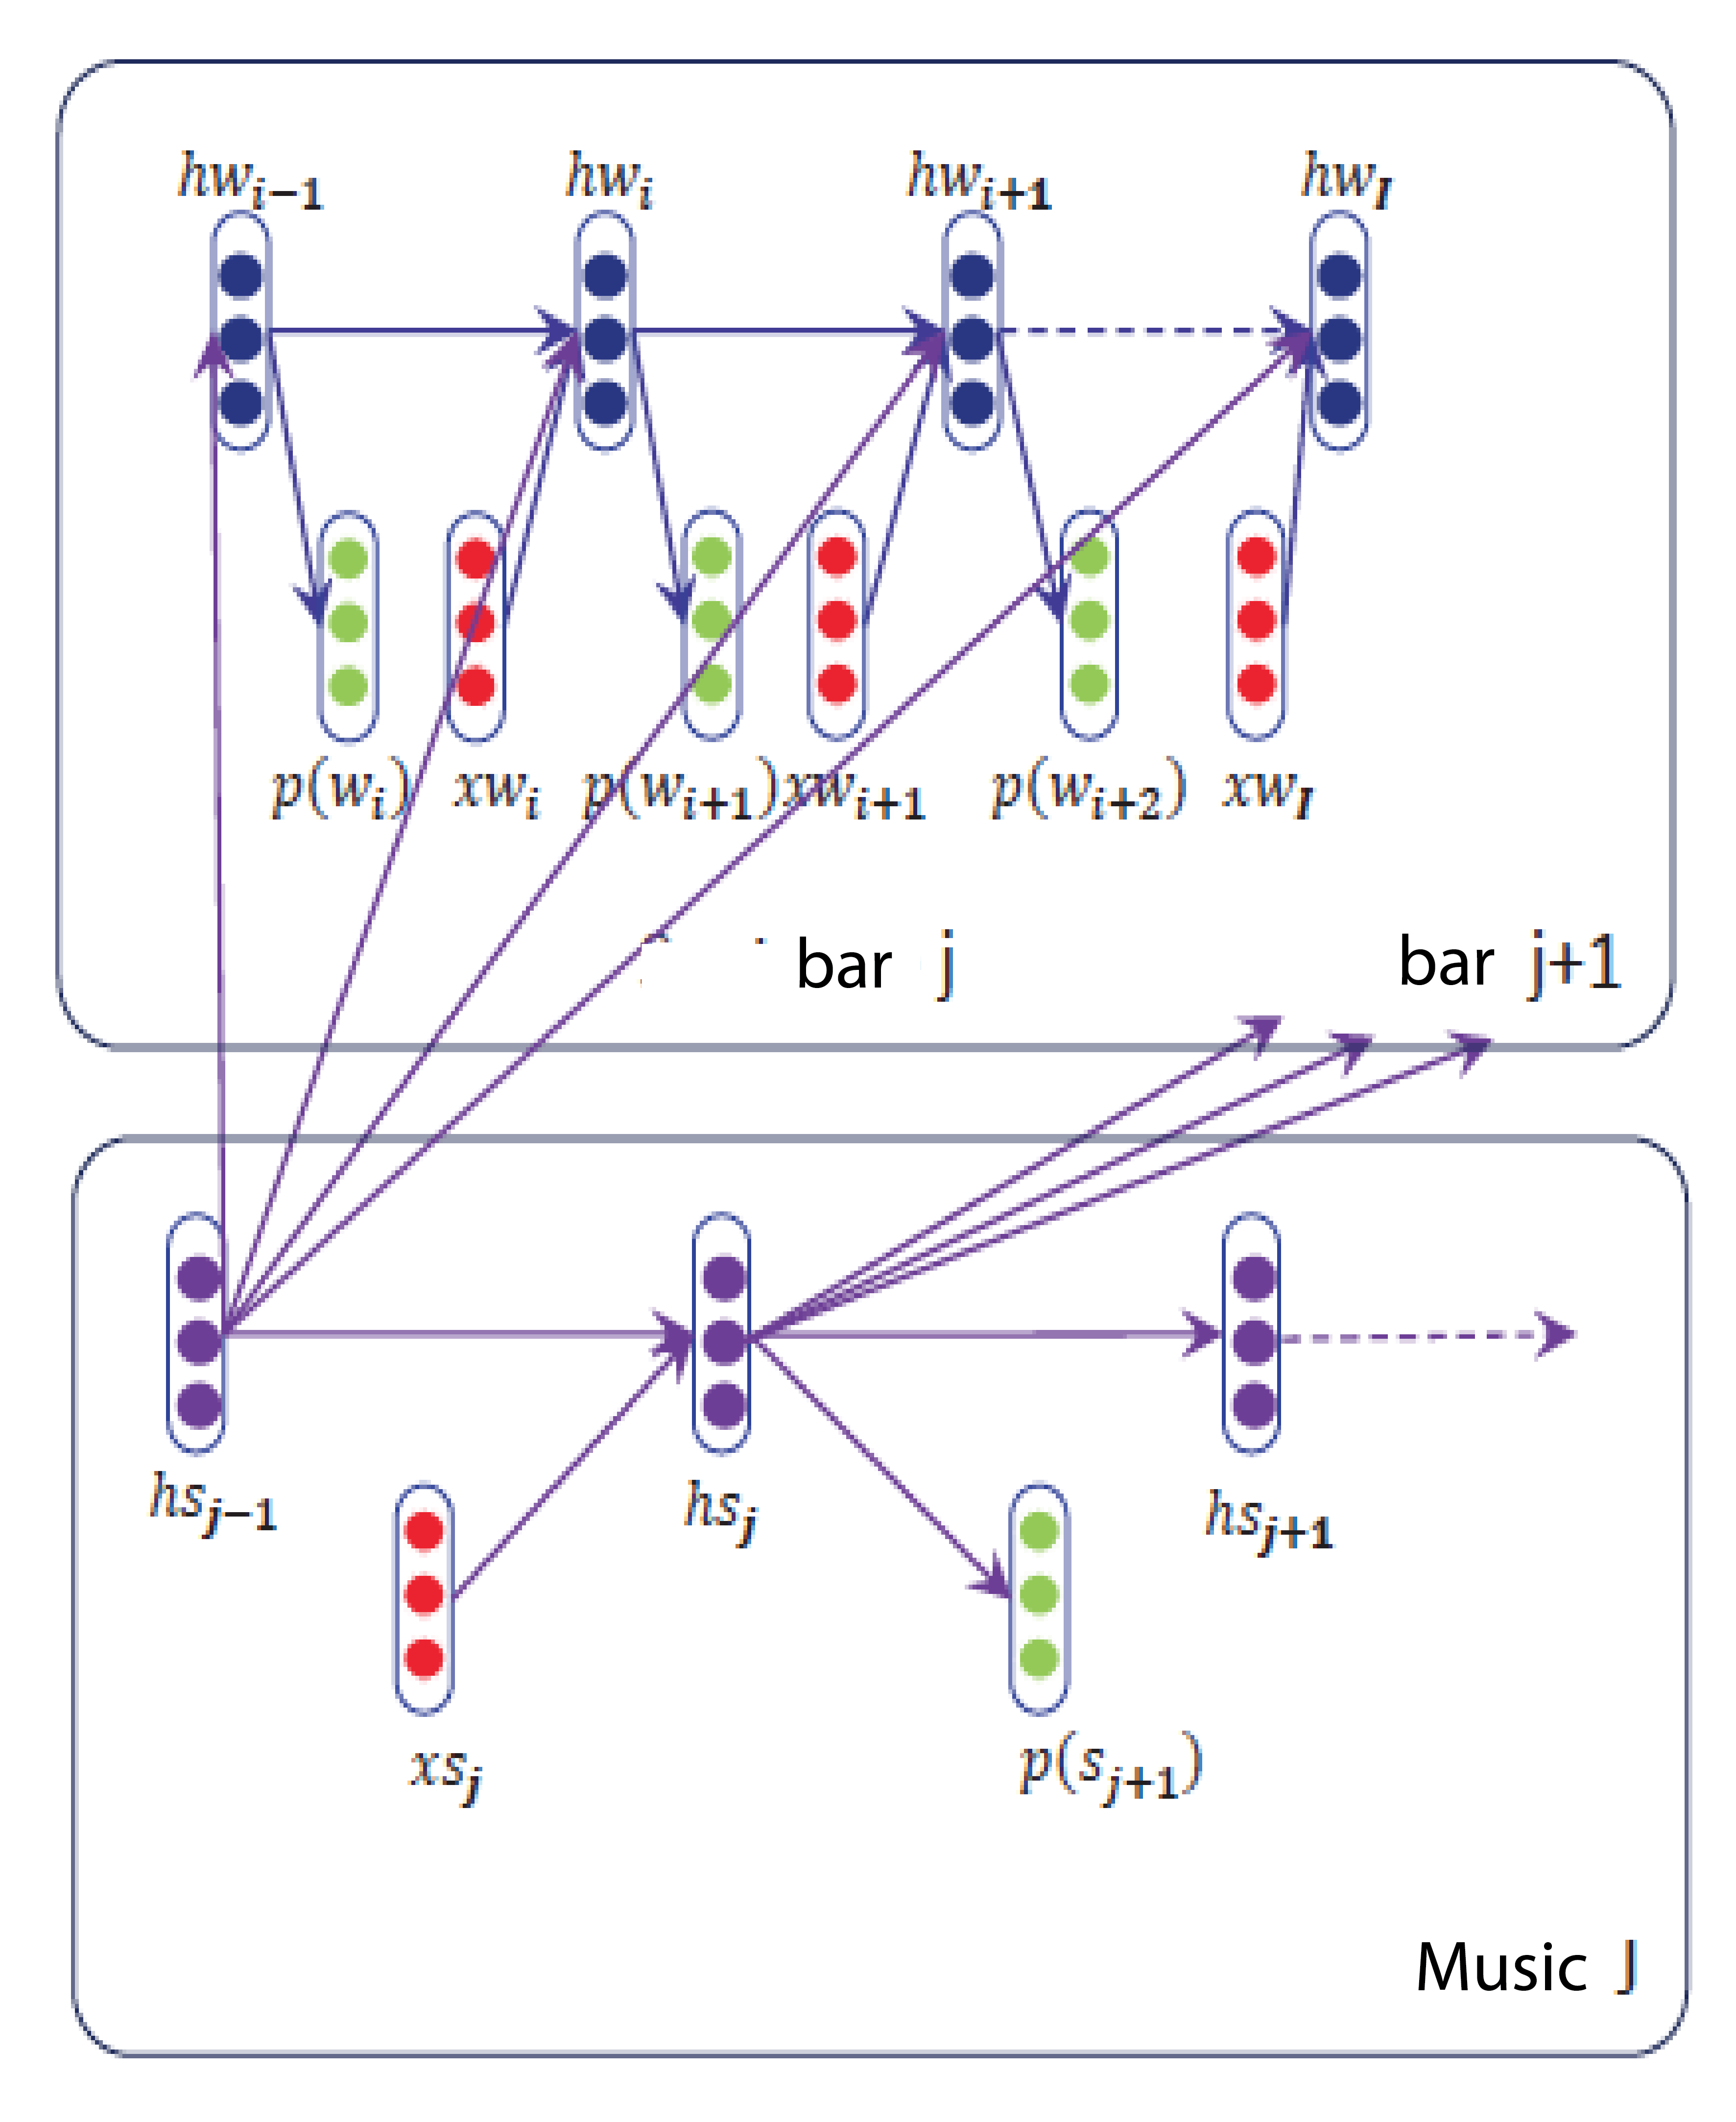 hw_{i-1} hw_i hw_{i+1} hw_I
p(w_i) xw_i p(w_{i+1}) xw_{i+1} p(w_{i+2}) xw_I
bar j bar j+1
hs_{j-1} hs_j hs_{j+1}
xs_j p(s_{j+1})
Music J